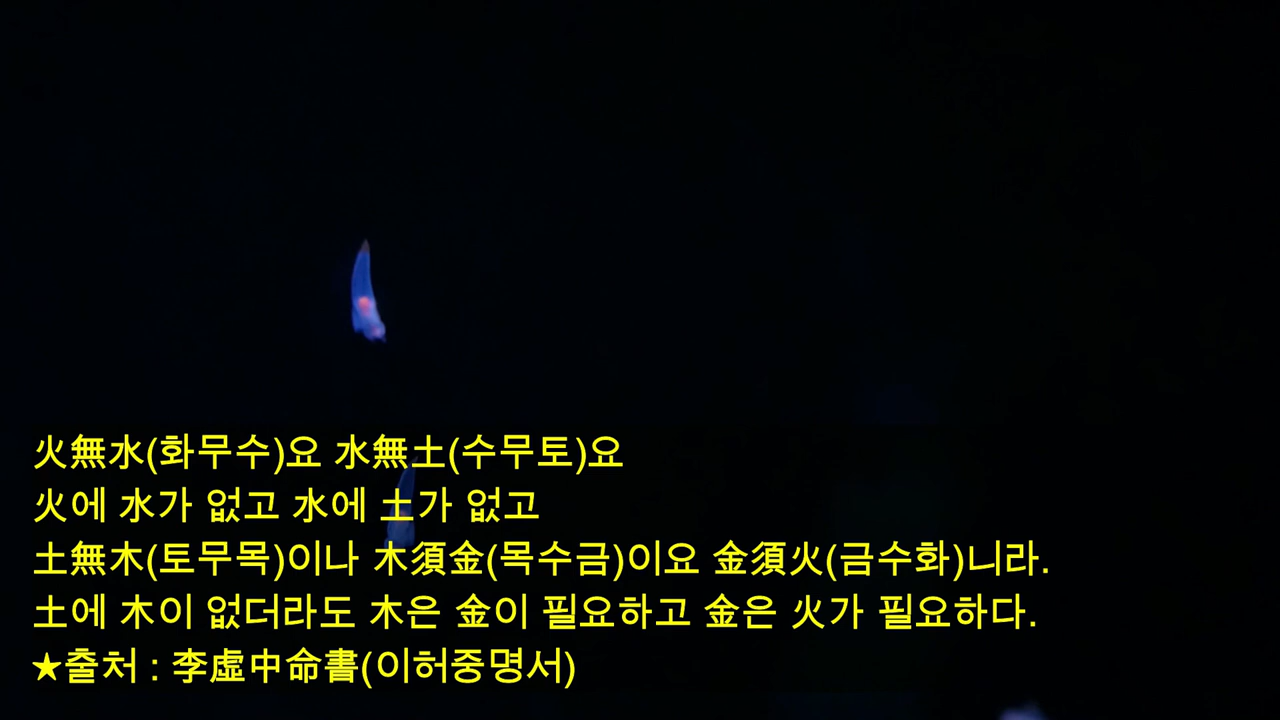 火無水(화무수)요 水無土(수무토)요
火에 水가 없고 水에 土가 없고
土無木(토무목)이나 木須金(목수금)이요 金須火(금수화)니라.
土에 木이 없더라도 木은 金이 필요하고 金은 火가 필요하다.
★출처 : 李虛中命書(이허중명서)